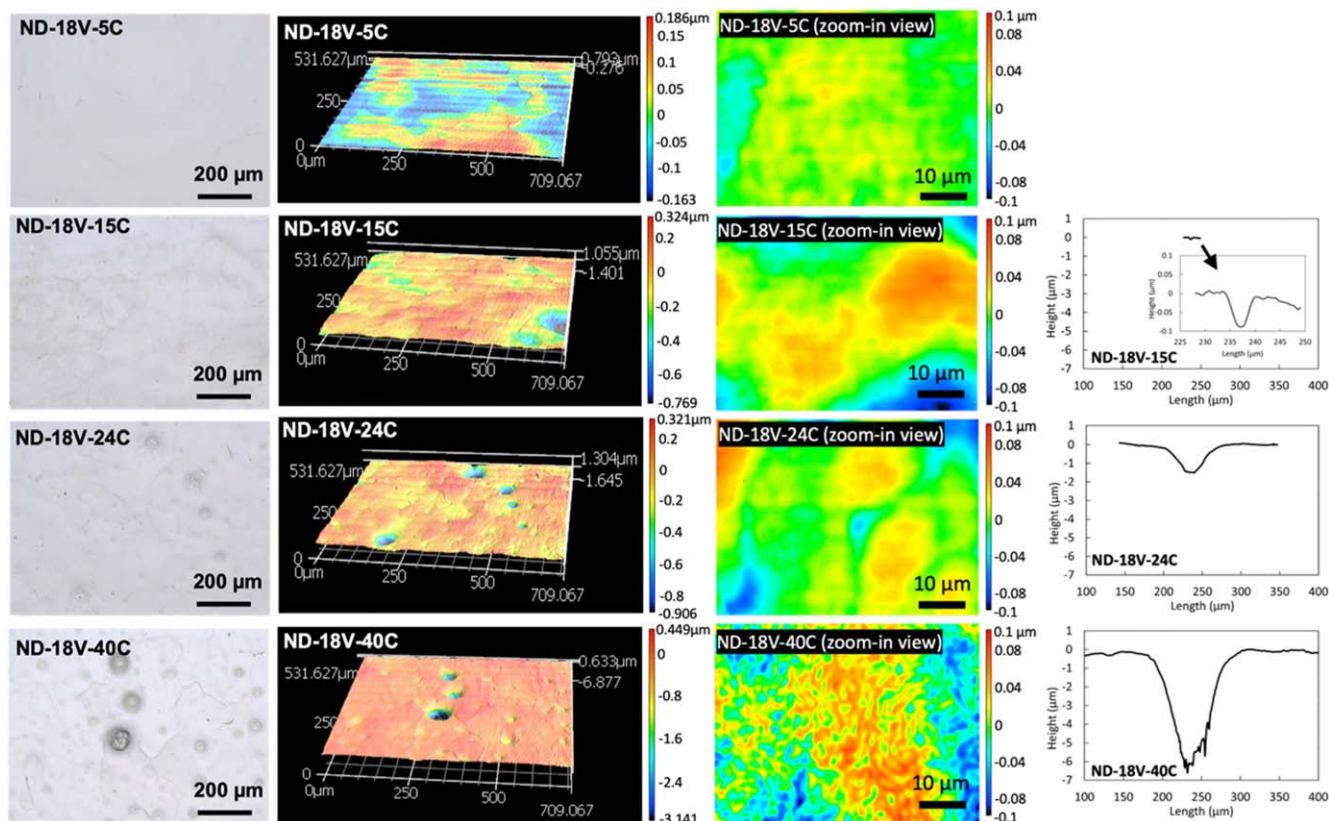 ND-18V-5C
200 µm
ND-18V-5C
531.627µm
250
0
0µm
250
500
709.067
0.793
-0.276
0.186µm
0.15
0.1
0.05
0
-0.05
-0.1
-0.163
ND-18V-5C (zoom-in view)
10 µm
0.1 µm
0.08
0.04
0
-0.04
-0.08
-0.1
ND-18V-15C
200 µm
ND-18V-15C
531.627µm
250
0
0µm
250
500
709.067
1.055µm
-1.401
0.324µm
0.2
0
-0.2
-0.4
-0.6
-0.769
ND-18V-15C (zoom-in view)
10 µm
0.1 µm
0.08
0.04
0
-0.04
-0.08
-0.1
1
0
-1
-2
-3
-4
-5
-6
-7
Height (µm)
0.1
0.05
0
-0.05
-0.1
Height (µm)
225 230 235 240 245 250
Length (µm)
ND-18V-15C
100 150 200 250 300 350 400
Length (µm)
ND-18V-24C
200 µm
ND-18V-24C
531.627µm
250
0
0µm
250
500
709.067
1.304µm
-1.645
0.321µm
0.2
0
-0.2
-0.4
-0.6
-0.8
-0.906
ND-18V-24C (zoom-in view)
10 µm
0.1 µm
0.08
0.04
0
-0.04
-0.08
-0.1
1
0
-1
-2
-3
-4
-5
-6
-7
Height (µm)
ND-18V-24C
100 150 200 250 300 350 400
Length (µm)
ND-18V-40C
200 µm
ND-18V-40C
531.627µm
250
0
0µm
250
500
709.067
0.633µm
-6.877
0.449µm
0
-0.8
-1.6
-2.4
-3.141
ND-18V-40C (zoom-in view)
10 µm
0.1 µm
0.08
0.04
0
-0.04
-0.08
-0.1
1
0
-1
-2
-3
-4
-5
-6
-7
Height (µm)
ND-18V-40C
100 150 200 250 300 350 400
Length (µm)